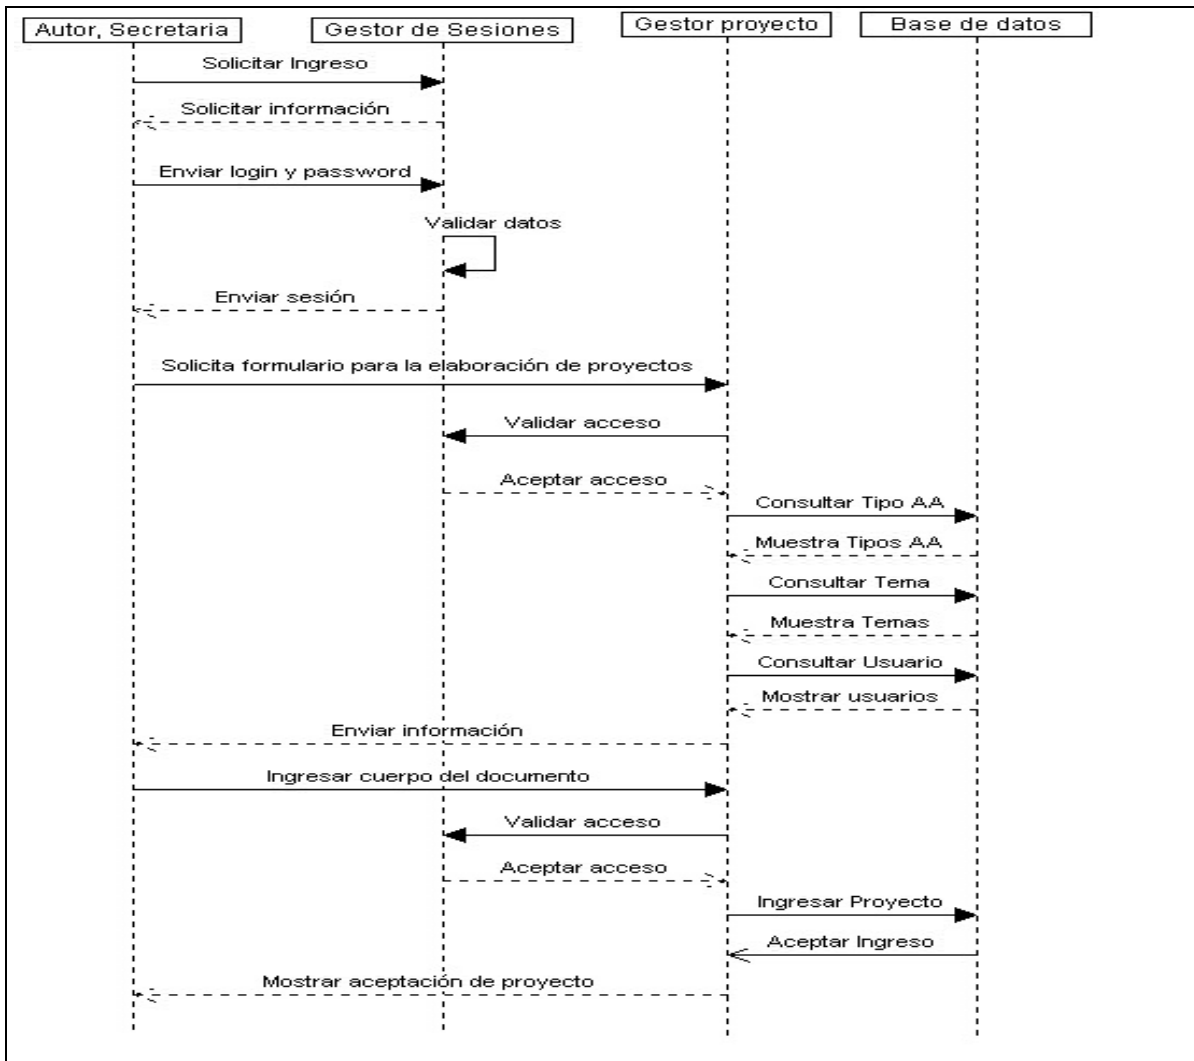 Autor, Secretaria
Gestor de Sesiones
Gestor proyecto
Base de datos
Solicitar Ingreso
Solicitar información
Enviar login y password
Validar datos
Enviar sesión
Solicita formulario para la elaboración de proyectos
Validar acceso
Aceptar acceso
Consultar Tipo AA
Muestra Tipos AA
Consultar Tema
Muestra Temas
Consultar Usuario
Mostrar usuarios
Enviar información
Ingresar cuerpo del documento
Validar acceso
Aceptar acceso
Ingresar Proyecto
Aceptar Ingreso
Mostrar aceptación de proyecto